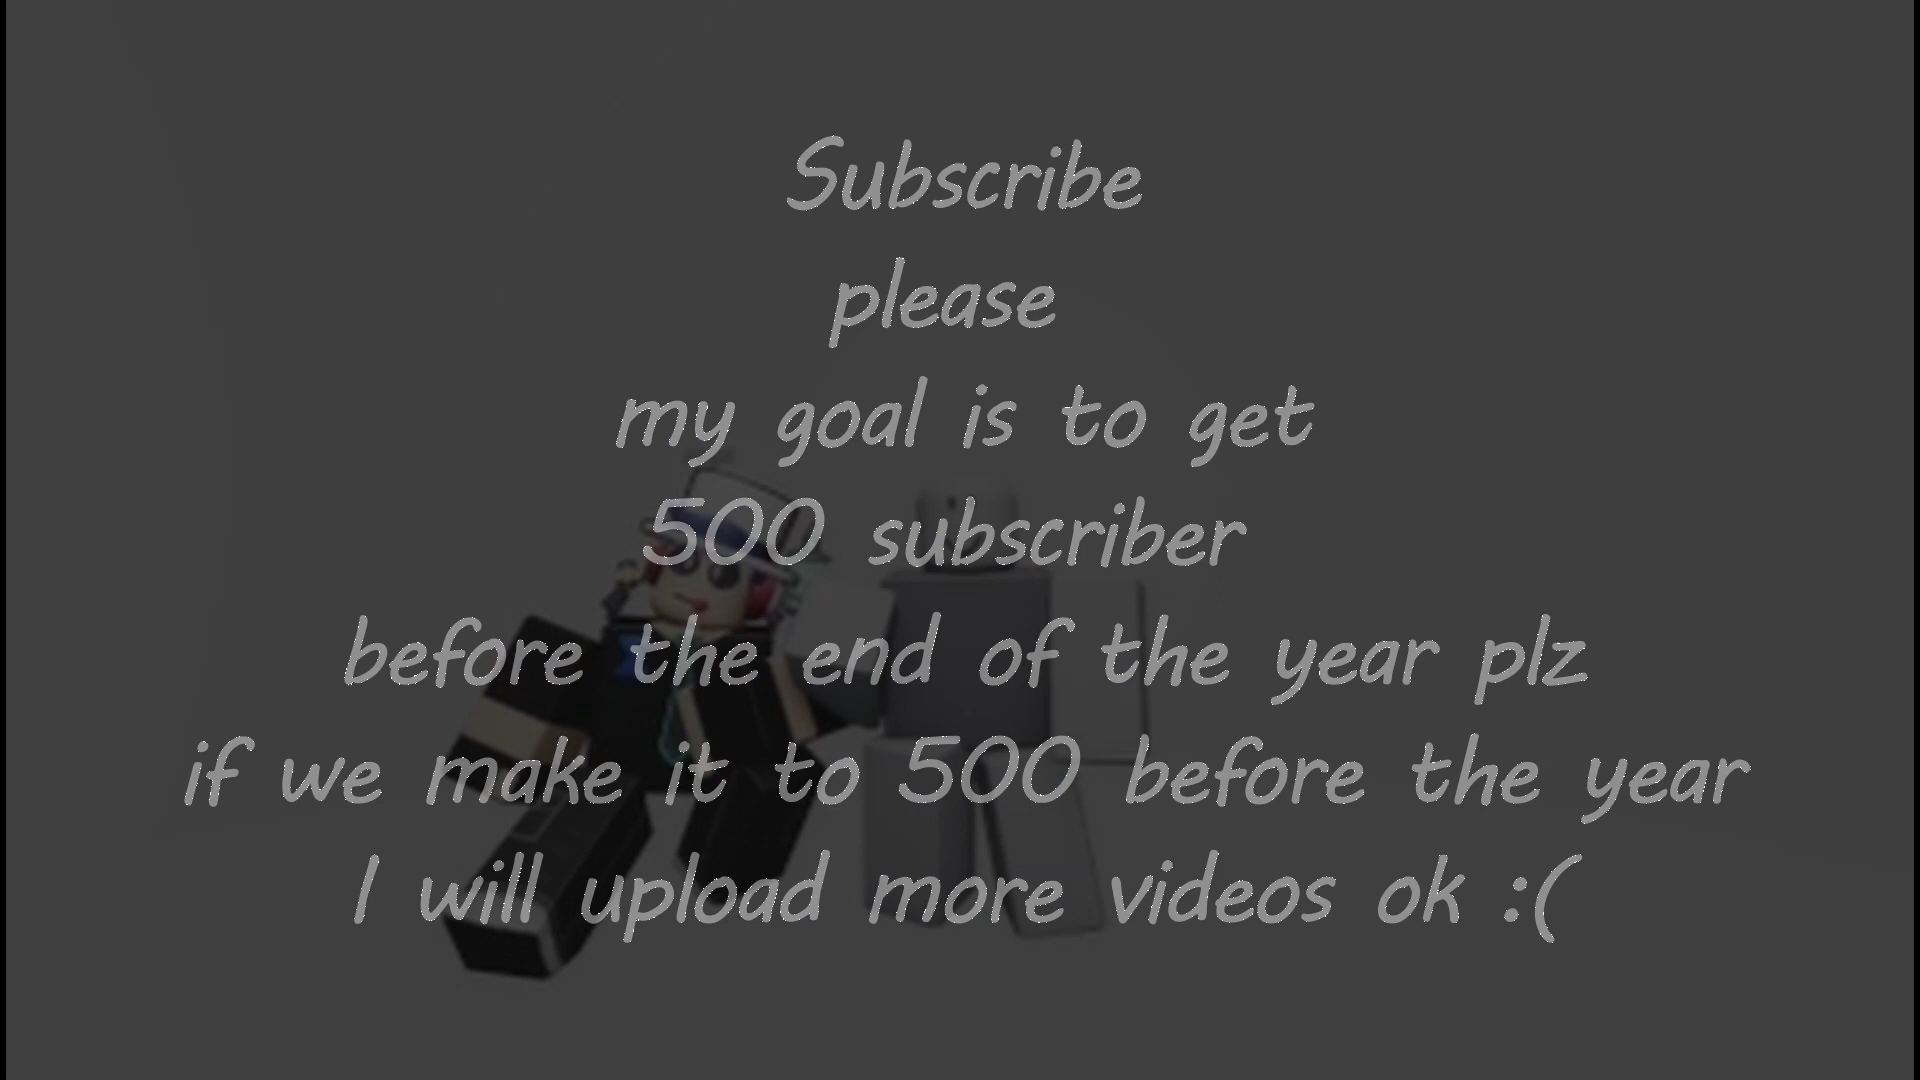 Subscribe
please
my goal is to get
500 subscriber
before the end of the year plz
if we make it to 500 before the year
I will upload more videos ok :(